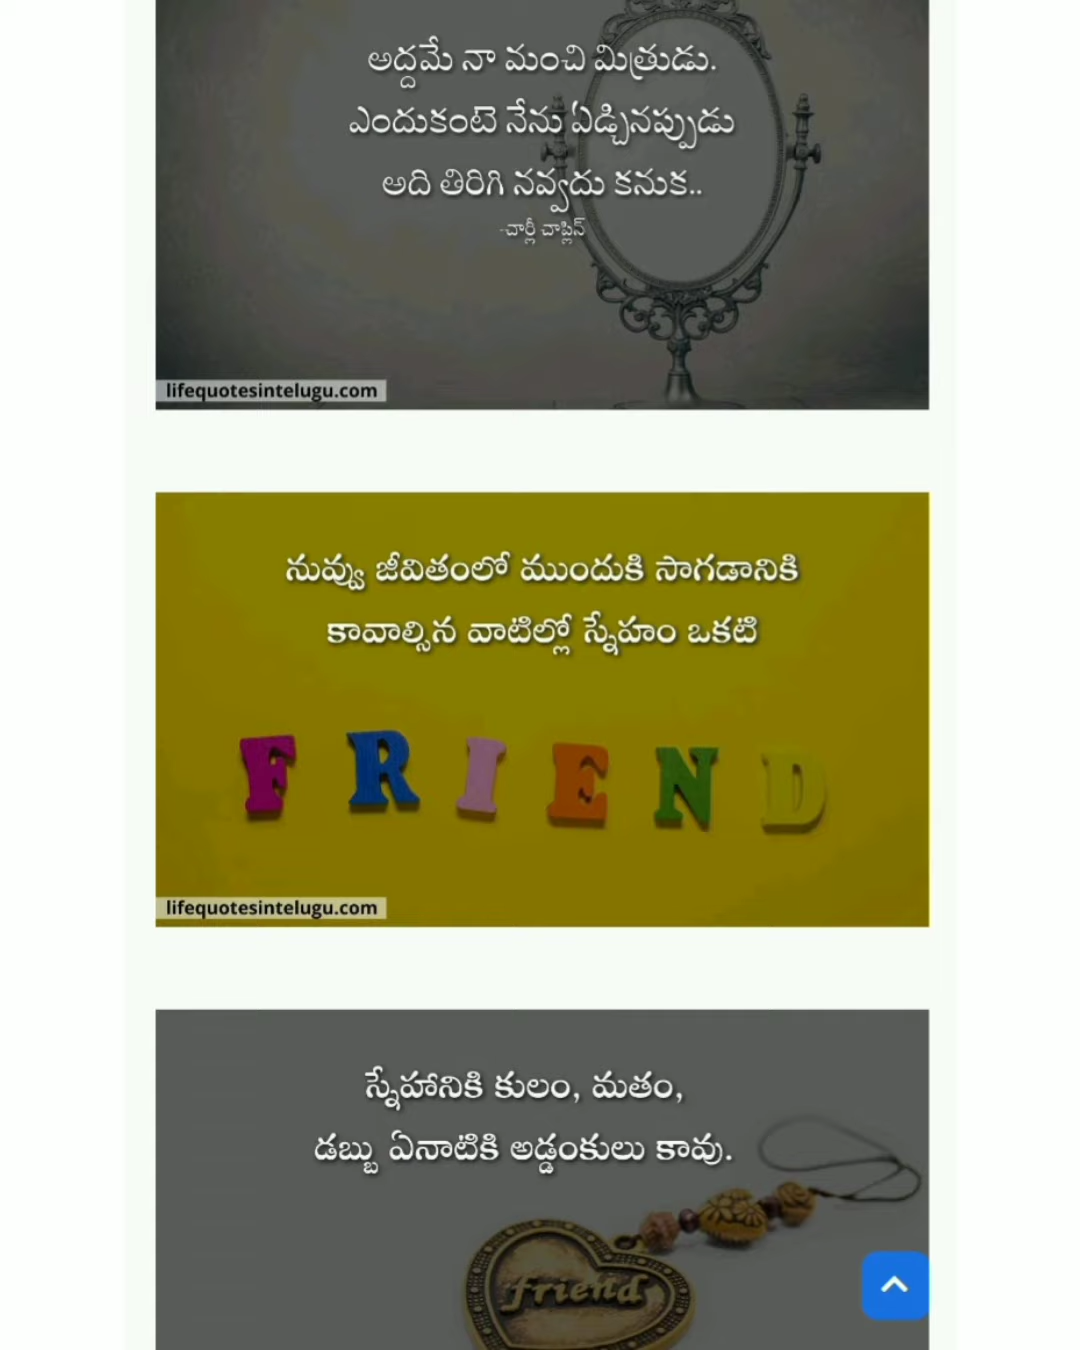 అద్దమే నా మంచి మిత్రుడు.
ఎందుకంటె నేను ఏడ్చినప్పుడు
అది తిరిగి నవ్వదు కనుక..
-చార్లీ చాప్లిన్
lifequotesintelugu.com
నువ్వు జీవితంలో ముందుకి సాగడానికి
కావాల్సిన వాటిల్లో స్నేహం ఒకటి
FRIEND
lifequotesintelugu.com
స్నేహానికి కులం, మతం,
డబ్బు ఏనాటికి అడ్డంకులు కావు.
friend